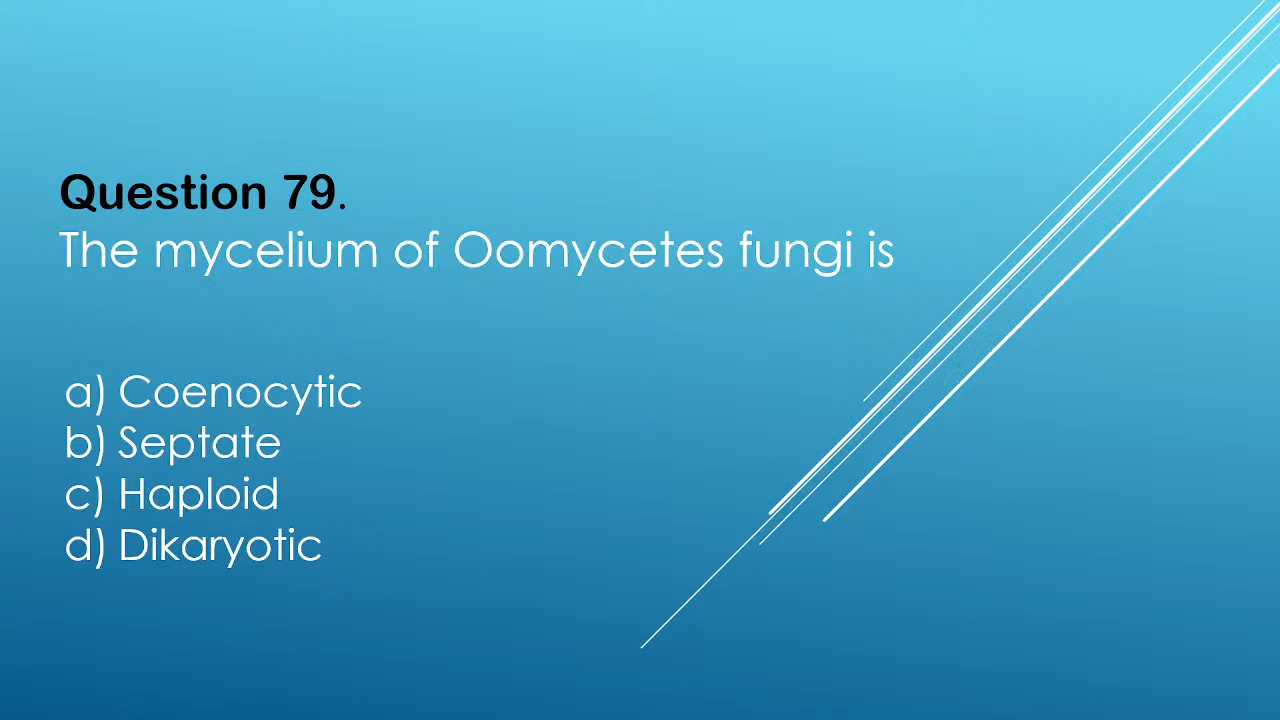 Question 79.
The mycelium of Oomycetes fungi is
a) Coenocytic
b) Septate
c) Haploid
d) Dikaryotic